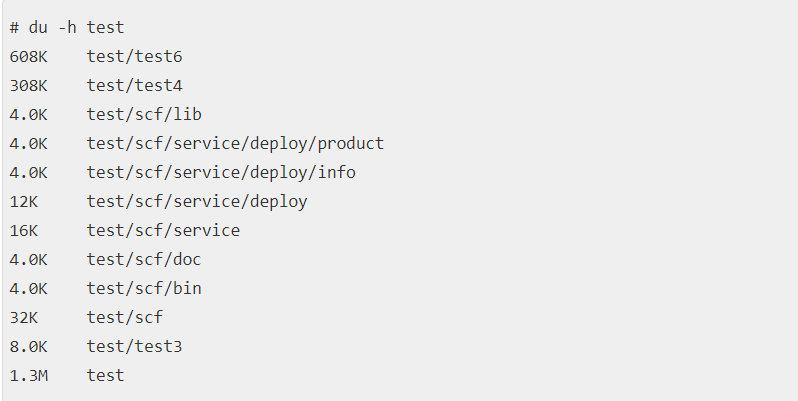 # du -h test
608K    test/test6
308K    test/test4
4.0K    test/scf/lib
4.0K    test/scf/service/deploy/product
4.0K    test/scf/service/deploy/info
12K     test/scf/service/deploy
16K     test/scf/service
4.0K    test/scf/doc
4.0K    test/scf/bin
32K     test/scf
8.0K    test/test3
1.3M    test